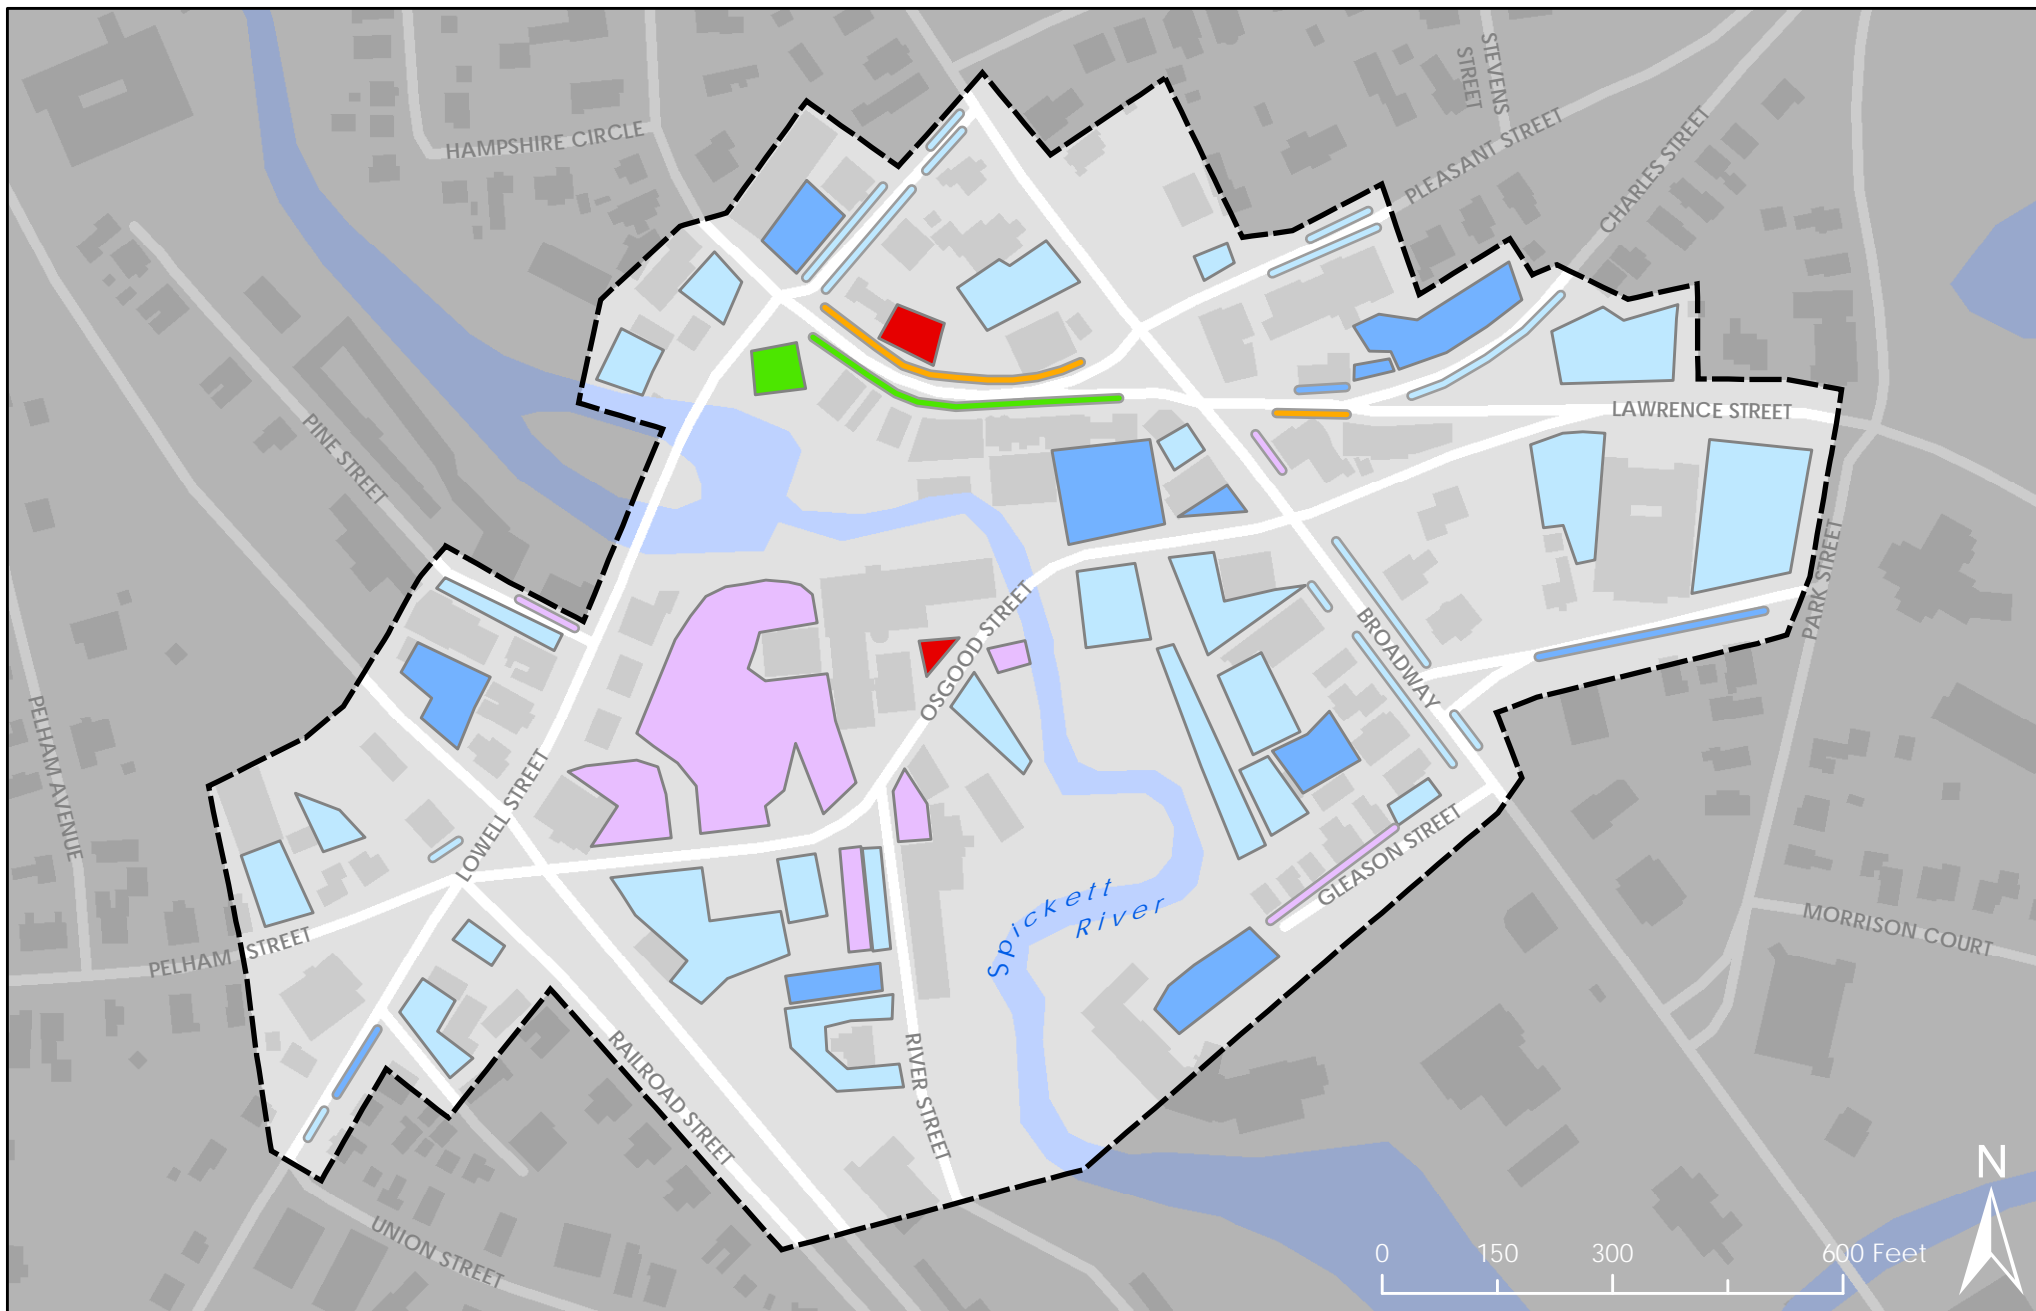 STEVENS
STREET
HAMPSHIRE CIRCLE
PLEASANT STREET
CHARLES STREET
PINE STREET
LAWRENCE STREET
PARK STREET
OSGOOD STREET
BROADWAY
PELHAM AVENUE
LOWELL STREET
GLEASON STREET
Spickett
River
PELHAM STREET
MORRISON COURT
RAILROAD STREET
RIVER STREET
UNION STREET
N
0 150 300 600 Feet